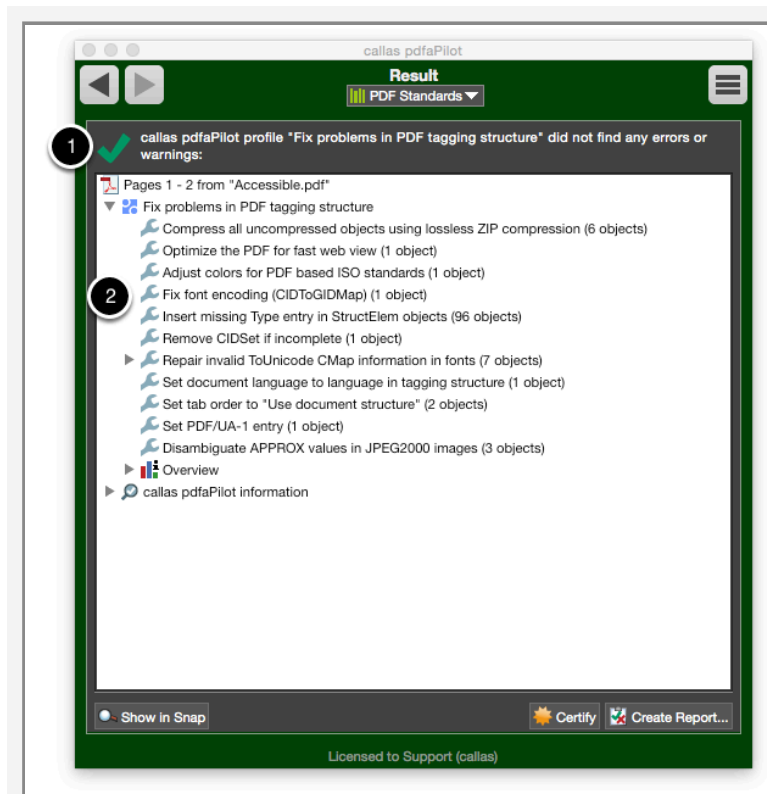 callas pdfaPilot
Result
PDF Standards
1
callas pdfaPilot profile "Fix problems in PDF tagging structure" did not find any errors or
warnings:
Pages 1 - 2 from "Accessible.pdf"
Fix problems in PDF tagging structure
Compress all uncompressed objects using lossless ZIP compression (6 objects)
Optimize the PDF for fast web view (1 object)
Adjust colors for PDF based ISO standards (1 object)
2
Fix font encoding (CIDToGIDMap) (1 object)
Insert missing Type entry in StructElem objects (96 objects)
Remove CIDSet if incomplete (1 object)
Repair invalid ToUnicode CMap information in fonts (7 objects)
Set document language to language in tagging structure (1 object)
Set tab order to "Use document structure" (2 objects)
Set PDF/UA-1 entry (1 object)
Disambiguate APPROX values in JPEG2000 images (3 objects)
Overview
callas pdfaPilot information
Show in Snap
Certify
Create Report...
Licensed to Support (callas)